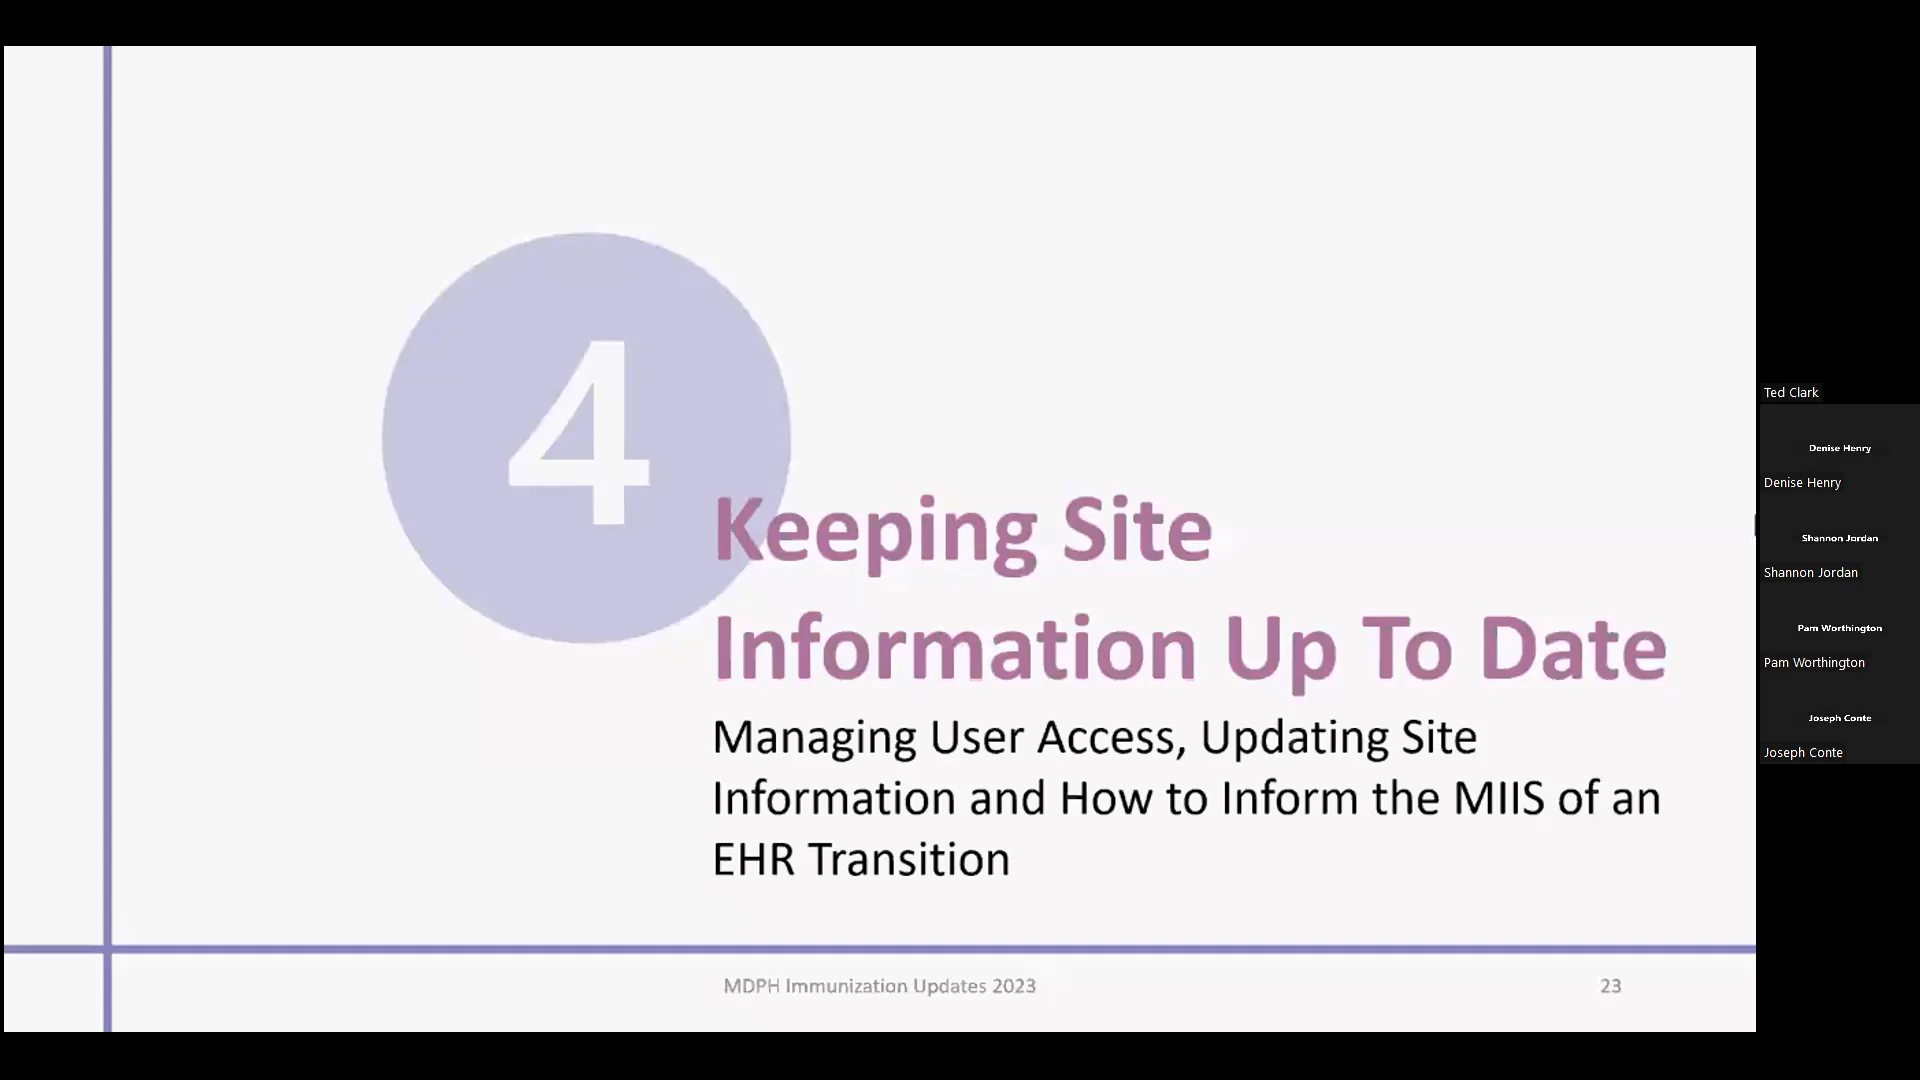 4
Keeping Site
Information Up To Date
Managing User Access, Updating Site
Information and How to Inform the MIIS of an
EHR Transition
MDPH Immunization Updates 2023
23
Ted Clark
Denise Henry
Denise Henry
Shannon Jordan
Shannon Jordan
Pam Worthington
Pam Worthington
Joseph Conte
Joseph Conte